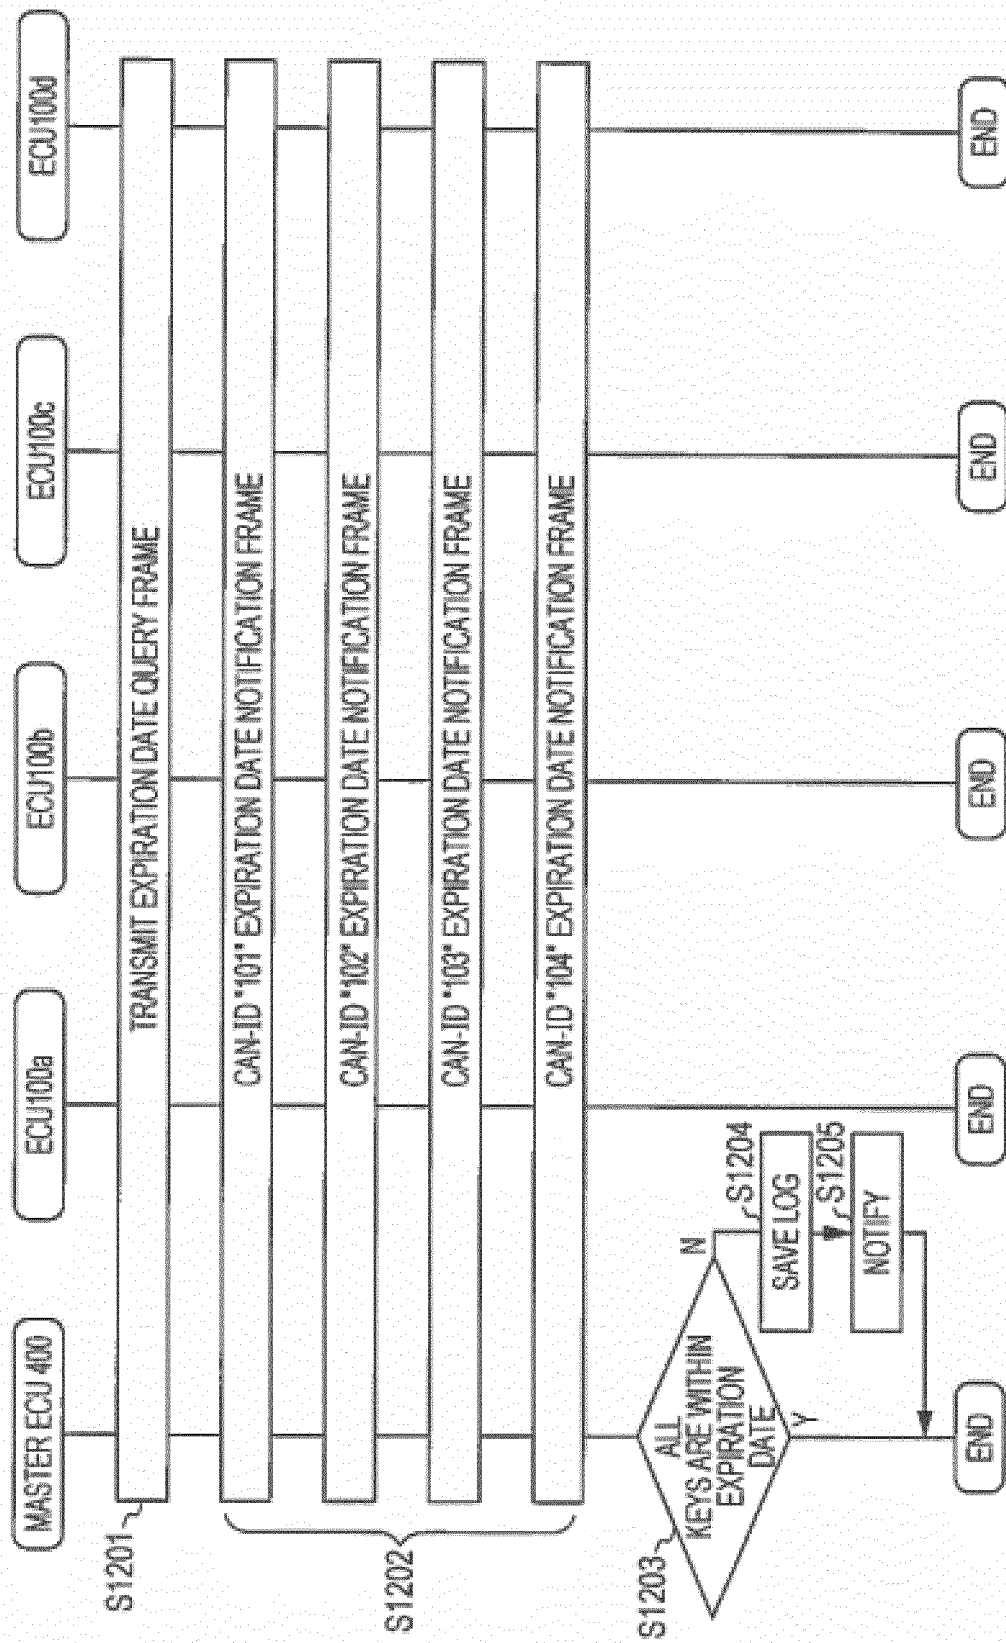 MASTER ECU 400
ECU100a
ECU100b
ECU100c
ECU100d
S1201
TRANSMIT EXPIRATION DATE QUERY FRAME
S1202
CAN-ID "101" EXPIRATION DATE NOTIFICATION FRAME
CAN-ID "102" EXPIRATION DATE NOTIFICATION FRAME
CAN-ID "103" EXPIRATION DATE NOTIFICATION FRAME
CAN-ID "104" EXPIRATION DATE NOTIFICATION FRAME
S1203
ALL
KEYS ARE WITHIN
EXPIRATION
DATE
N
Y
S1204
SAVE LOG
S1205
NOTIFY
END
END
END
END
END